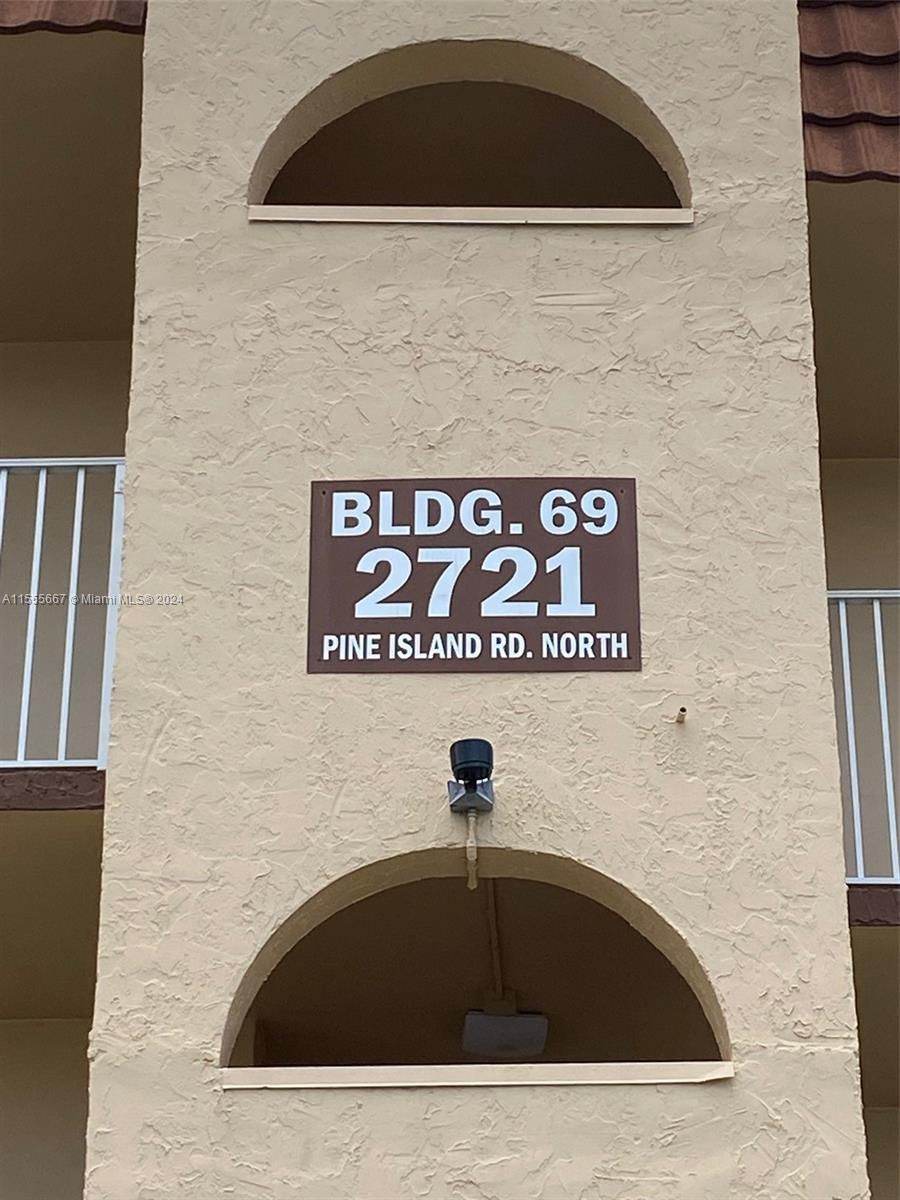 BLDG. 69
2721
PINE ISLAND RD. NORTH
A11555667 © Miami MLS® 2024